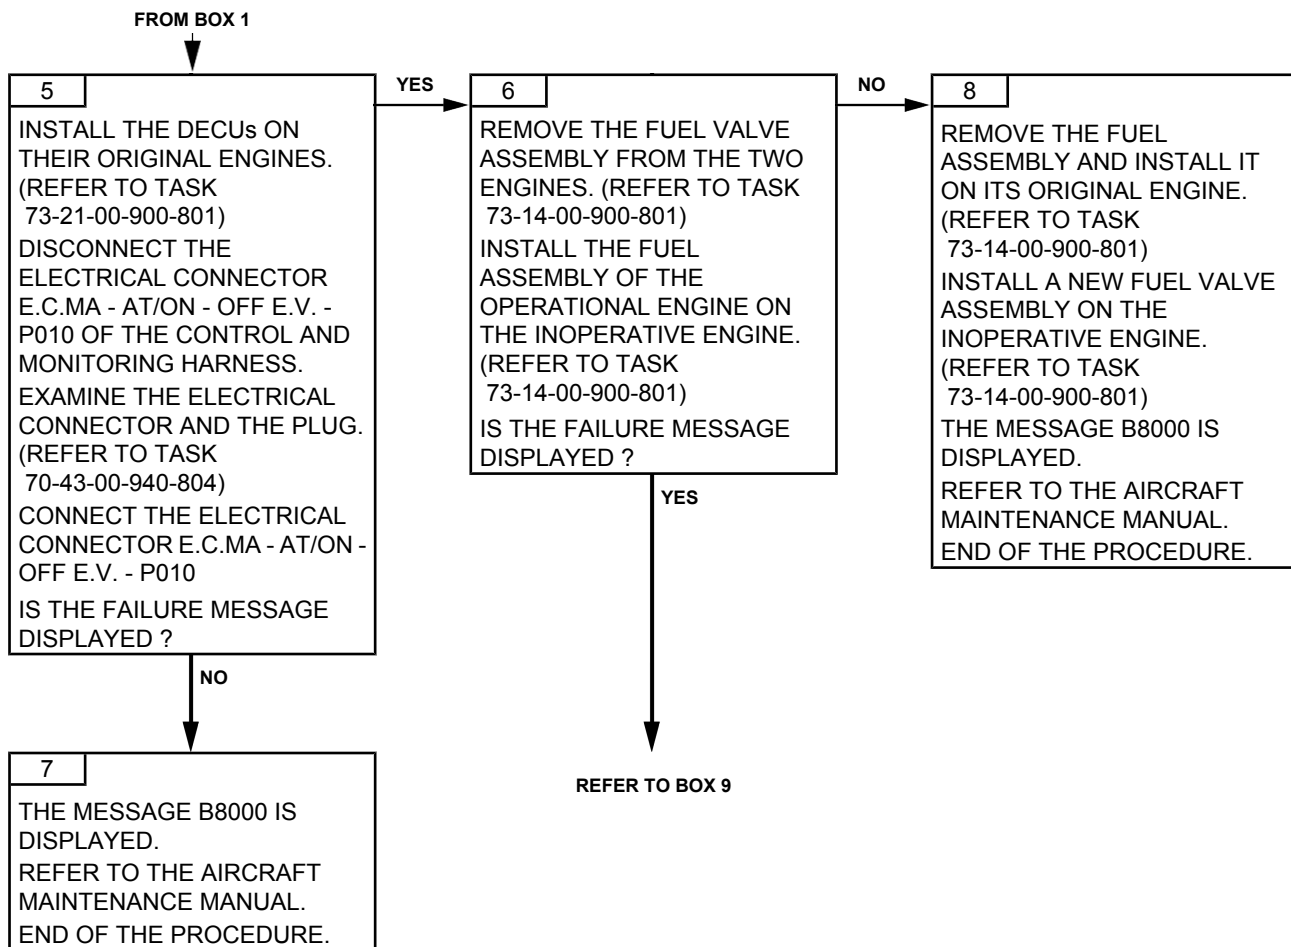 FROM BOX 1
5
INSTALL THE DECUs ON
THEIR ORIGINAL ENGINES.
(REFER TO TASK
73-21-00-900-801)
DISCONNECT THE
ELECTRICAL CONNECTOR
E.C.MA - AT/ON - OFF E.V. -
P010 OF THE CONTROL AND
MONITORING HARNESS.
EXAMINE THE ELECTRICAL
CONNECTOR AND THE PLUG.
(REFER TO TASK
70-43-00-940-804)
CONNECT THE ELECTRICAL
CONNECTOR E.C.MA - AT/ON -
OFF E.V. - P010
IS THE FAILURE MESSAGE
DISPLAYED ?
YES
6
REMOVE THE FUEL VALVE
ASSEMBLY FROM THE TWO
ENGINES. (REFER TO TASK
73-14-00-900-801)
INSTALL THE FUEL
ASSEMBLY OF THE
OPERATIONAL ENGINE ON
THE INOPERATIVE ENGINE.
(REFER TO TASK
73-14-00-900-801)
IS THE FAILURE MESSAGE
DISPLAYED ?
NO
8
REMOVE THE FUEL
ASSEMBLY AND INSTALL IT
ON ITS ORIGINAL ENGINE.
(REFER TO TASK
73-14-00-900-801)
INSTALL A NEW FUEL VALVE
ASSEMBLY ON THE
INOPERATIVE ENGINE.
(REFER TO TASK
73-14-00-900-801)
THE MESSAGE B8000 IS
DISPLAYED.
REFER TO THE AIRCRAFT
MAINTENANCE MANUAL.
END OF THE PROCEDURE.
YES
REFER TO BOX 9
NO
7
THE MESSAGE B8000 IS
DISPLAYED.
REFER TO THE AIRCRAFT
MAINTENANCE MANUAL.
END OF THE PROCEDURE.